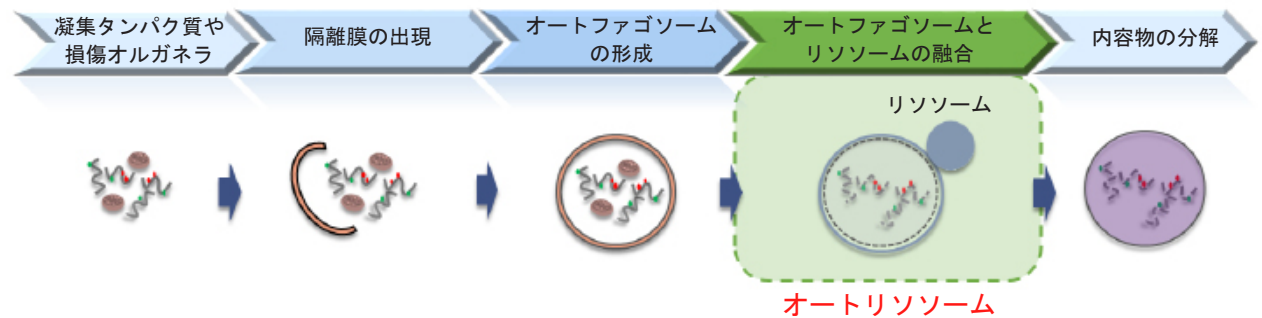 凝集タンパク質や
損傷オルガネラ
隔離膜の出現
オートファゴソーム
の形成
オートファゴソームと
リソソームの融合
内容物の分解
リソソーム
オートリソソーム